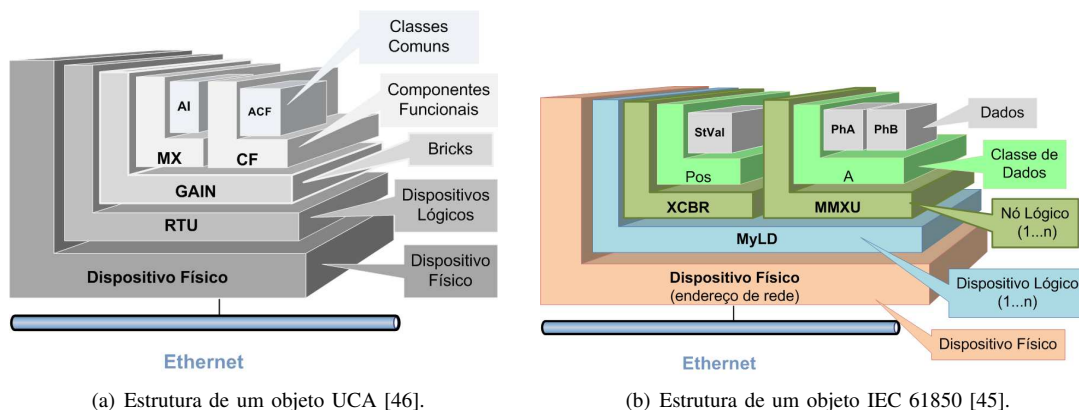 Classes
Comuns
Componentes
Funcionais
Bricks
Dispositivos
Lógicos
Dispositivo
Físico
AI
ACF
MX
CF
GAIN
RTU
Dispositivo Físico
Ethernet
(a) Estrutura de um objeto UCA [46].
StVal
PhA
PhB
Pos
A
XCBR
MMXU
MyLD
Dispositivo Físico
(endereço de rede)
Dados
Classe de
Dados
Nó Lógico
(1...n)
Dispositivo Lógico
(1...n)
Dispositivo Físico
Ethernet
(b) Estrutura de um objeto IEC 61850 [45].